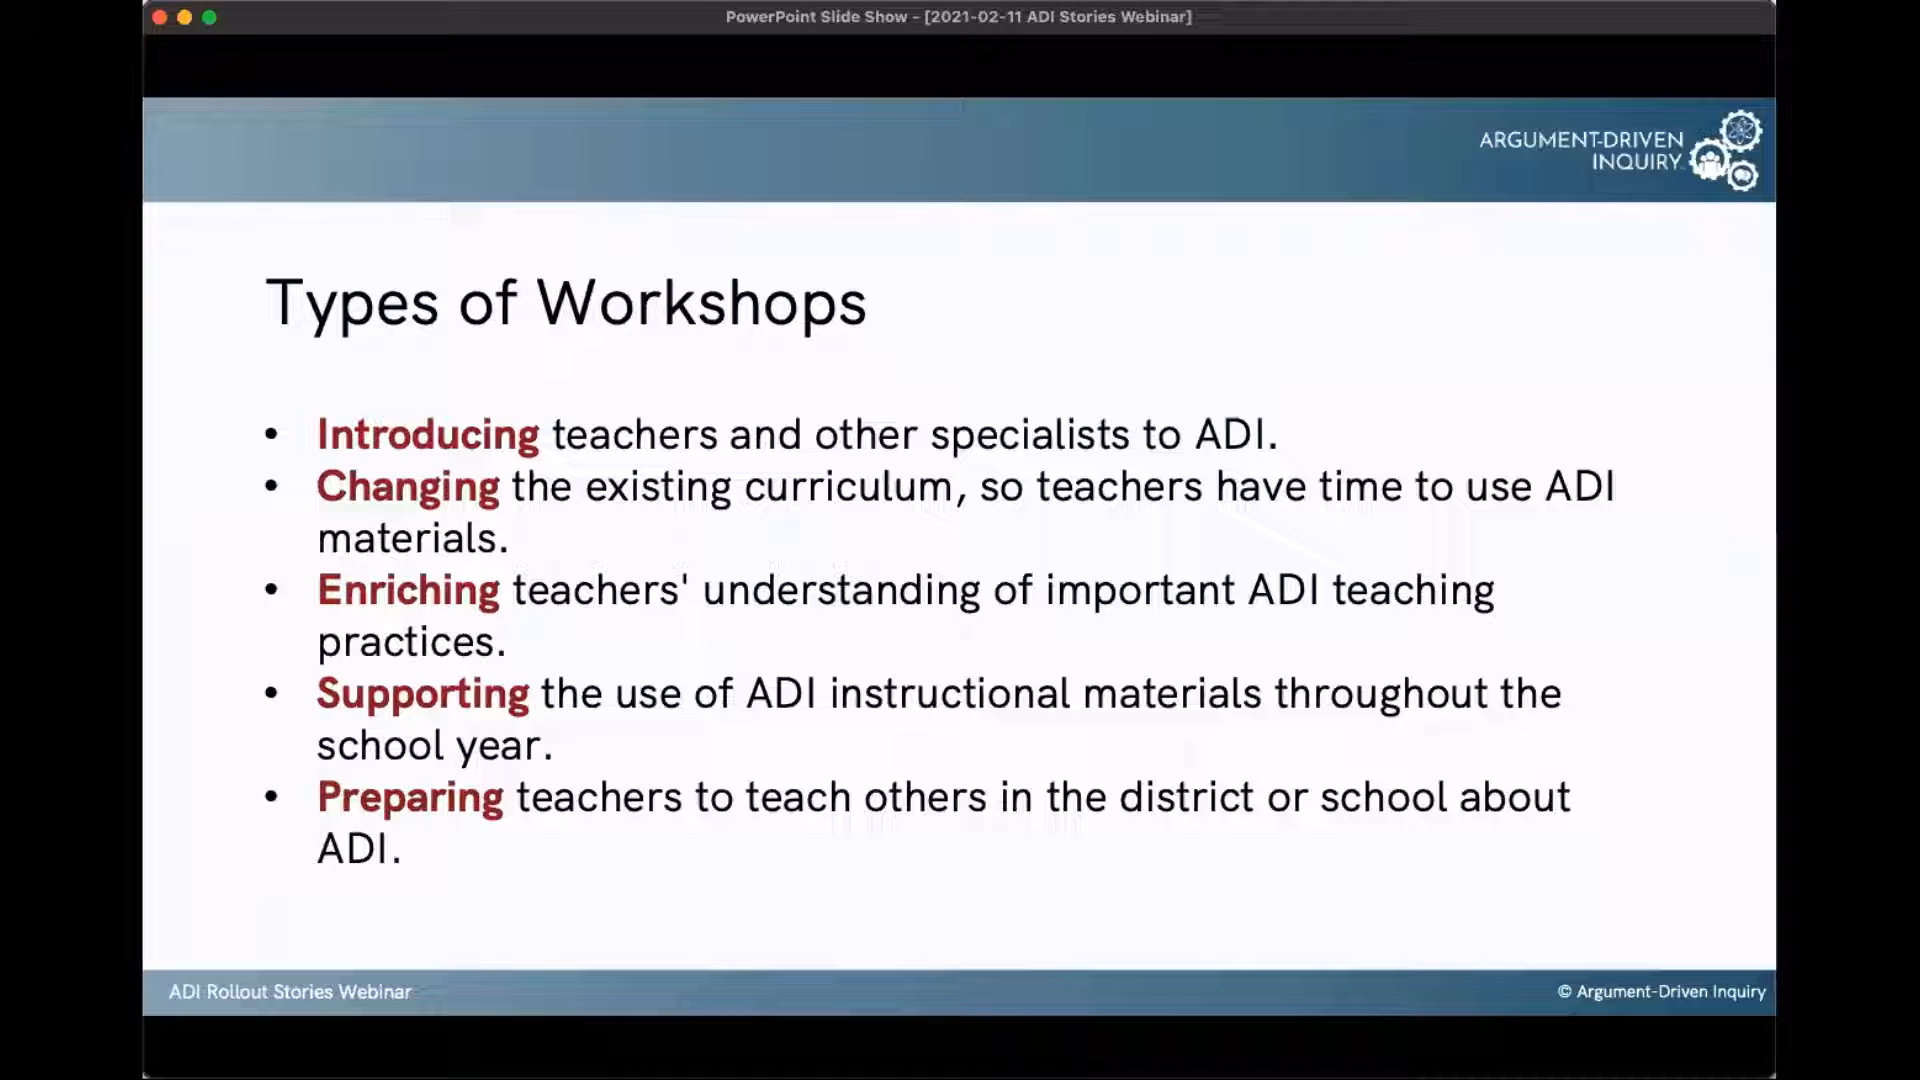 PowerPoint Slide Show - [2021-02-11 ADI Stories Webinar]
ARGUMENT-DRIVEN
INQUIRY
Types of Workshops
• Introducing teachers and other specialists to ADI.
• Changing the existing curriculum, so teachers have time to use ADI
materials.
• Enriching teachers' understanding of important ADI teaching
practices.
• Supporting the use of ADI instructional materials throughout the
school year.
• Preparing teachers to teach others in the district or school about
ADI.
ADI Rollout Stories Webinar
© Argument-Driven Inquiry